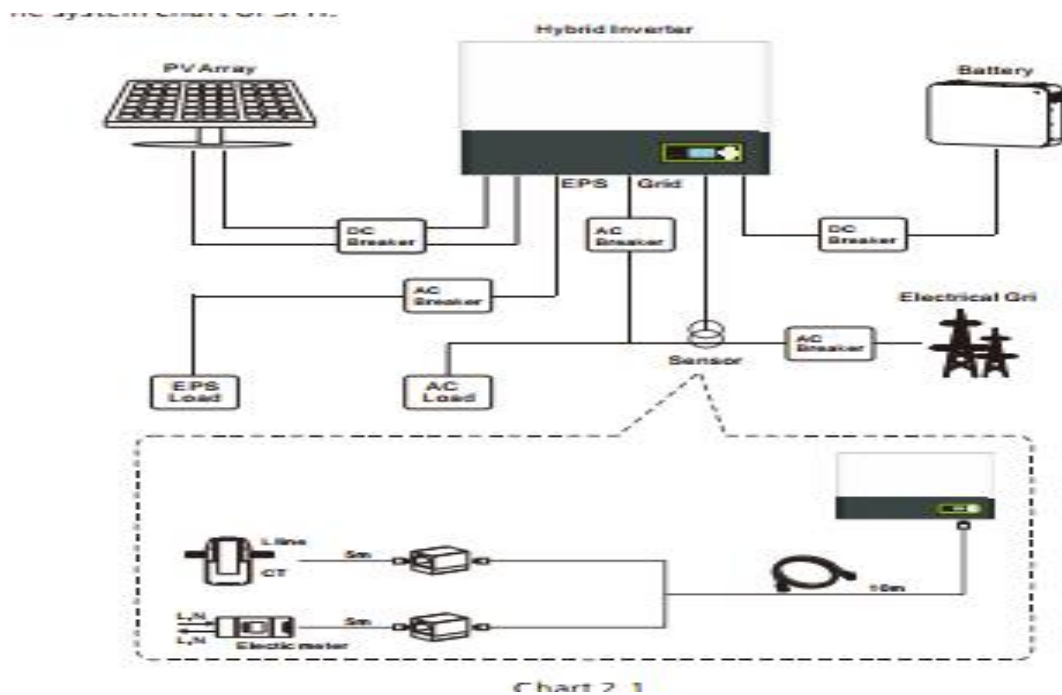 Hybrid Inverter
PV Array
Battery
EPS Grid
DC
Breaker
AC
Breaker
DC
Breaker
AC
Breaker
Electrical Gri
AC
Breaker
Sensor
EPS
Load
AC
Load
L line
5m
CT
10m
L,N
5m
L,N
Electic meter
Chart 2.1